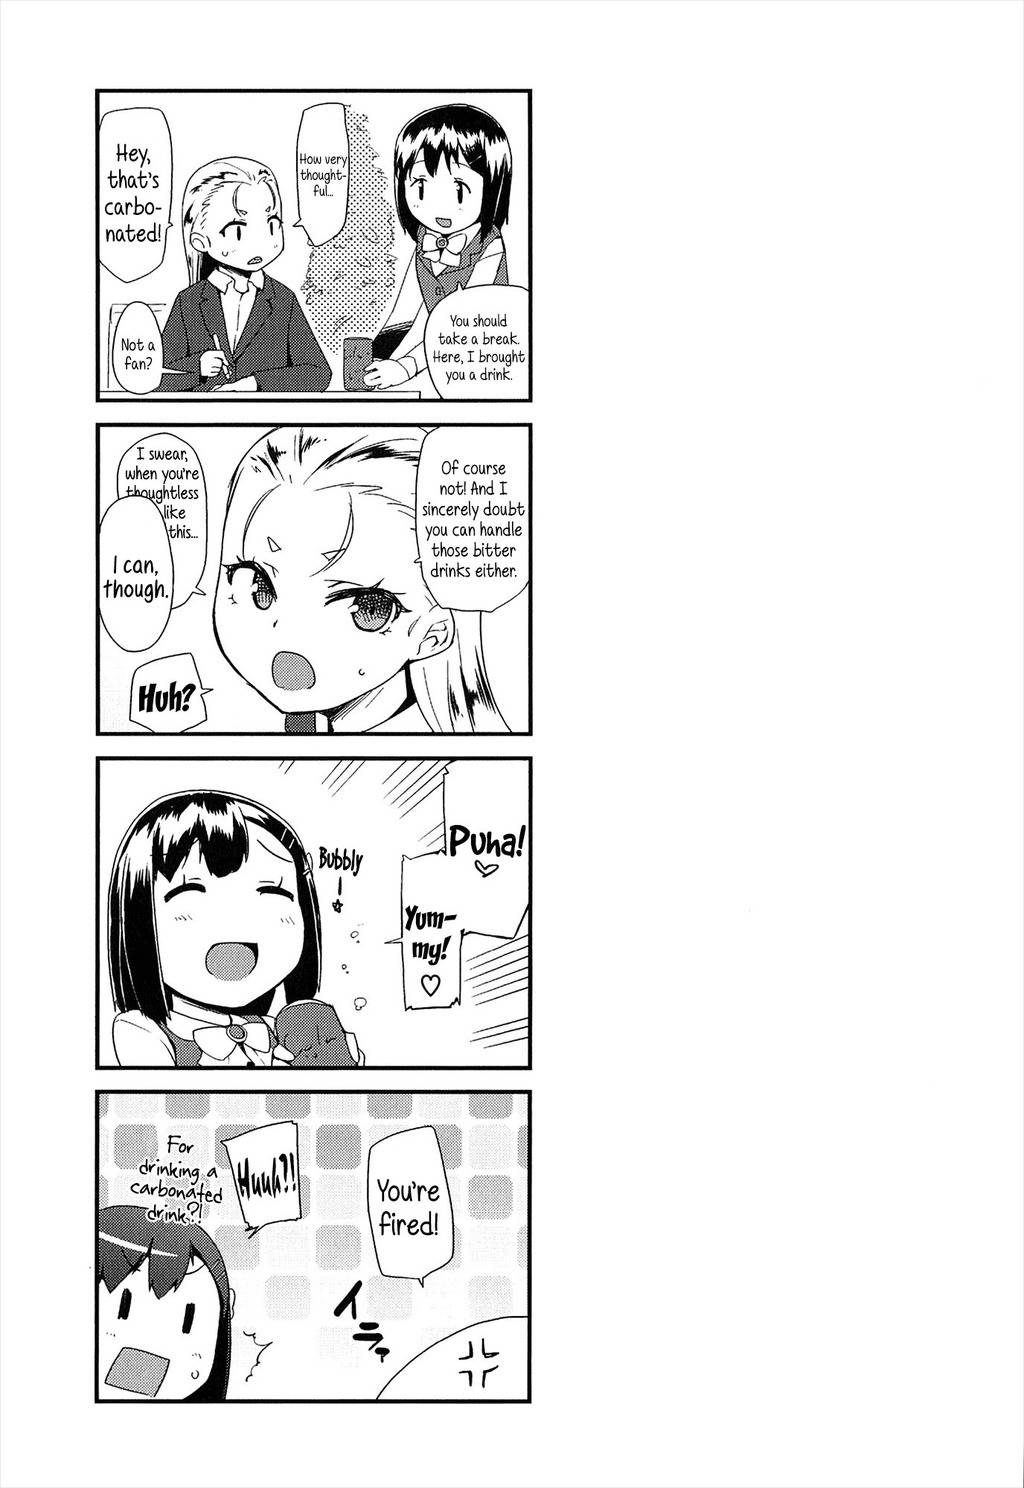 You should
take a break.
Here, I brought
you a drink.
How very
thought-
ful...
Hey,
that's
carbo-
nated!
Not a
fan?
Of course
not! And I
sincerely doubt
you can handle
those bitter
drinks either.
I swear,
when you're
thoughtless
like
this...
I can,
though.
Huh?
Puha!
Yum-
my!
Bubbly
You're
fired!
Huuh?!
For
drinking a
carbonated
drink?!
イラッ